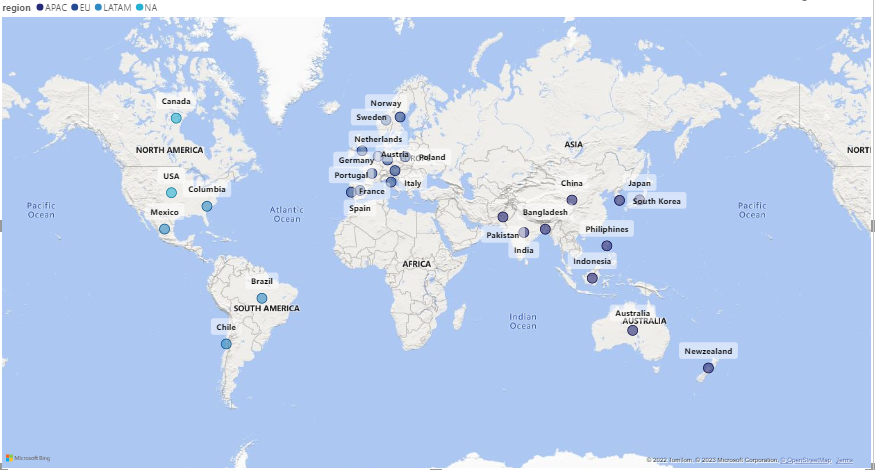 region APAC EU LATAM NA
Norway
Canada
Sweden
Netherlands
NORTH AMERICA
ASIA
Austria
Poland
Germany
Portugal
USA
Italy
China
Japan
Columbia
France
South Korea
Pacific
Ocean
Mexico
Atlantic
Ocean
Spain
Bangladesh
Pacific
Ocean
Pakistan
Philiphines
India
AFRICA
Indonesia
Brazil
SOUTH AMERICA
Indian
Ocean
Australia
AUSTRALIA
Chile
Newzealand
Microsoft Bing
© 2022 TomTom, © 2023 Microsoft Corporation, © OpenStreetMap Terms